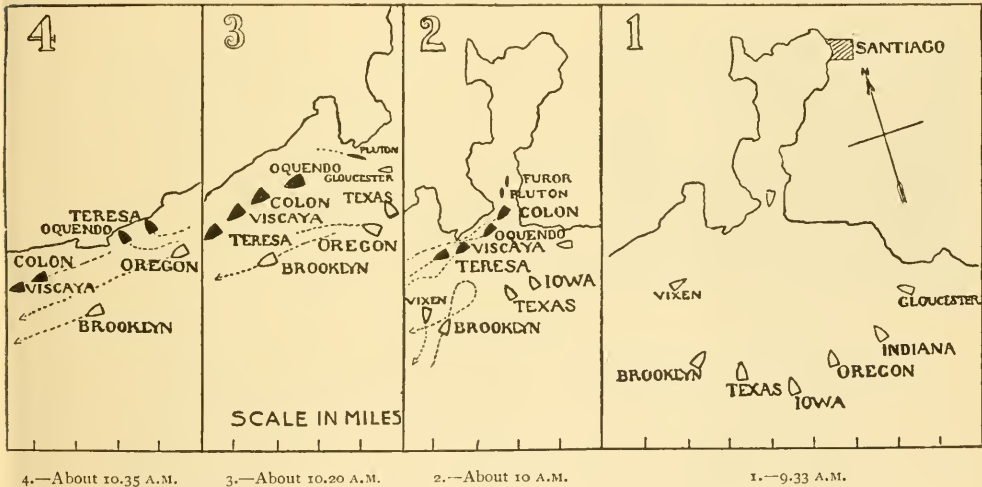 4
TERESA
OQUENDO
COLON
OREGON
VISCAYA
BROOKLYN
3
PLUTON
OQUENDO
GLOUCESTER
COLON
TEXAS
VISCAYA
TERESA
OREGON
BROOKLYN
SCALE IN MILES
2
FUROR
PLUTON
COLON
OQUENDO
VISCAYA
TERESA
IOWA
TEXAS
VIXEN
BROOKLYN
1
SANTIAGO
N
VIXEN
GLOUCESTER
INDIANA
BROOKLYN
OREGON
TEXAS
IOWA
4.—About 10.35 A.M.
3.—About 10.20 A.M.
2.—About 10 A.M.
1.—9.33 A.M.